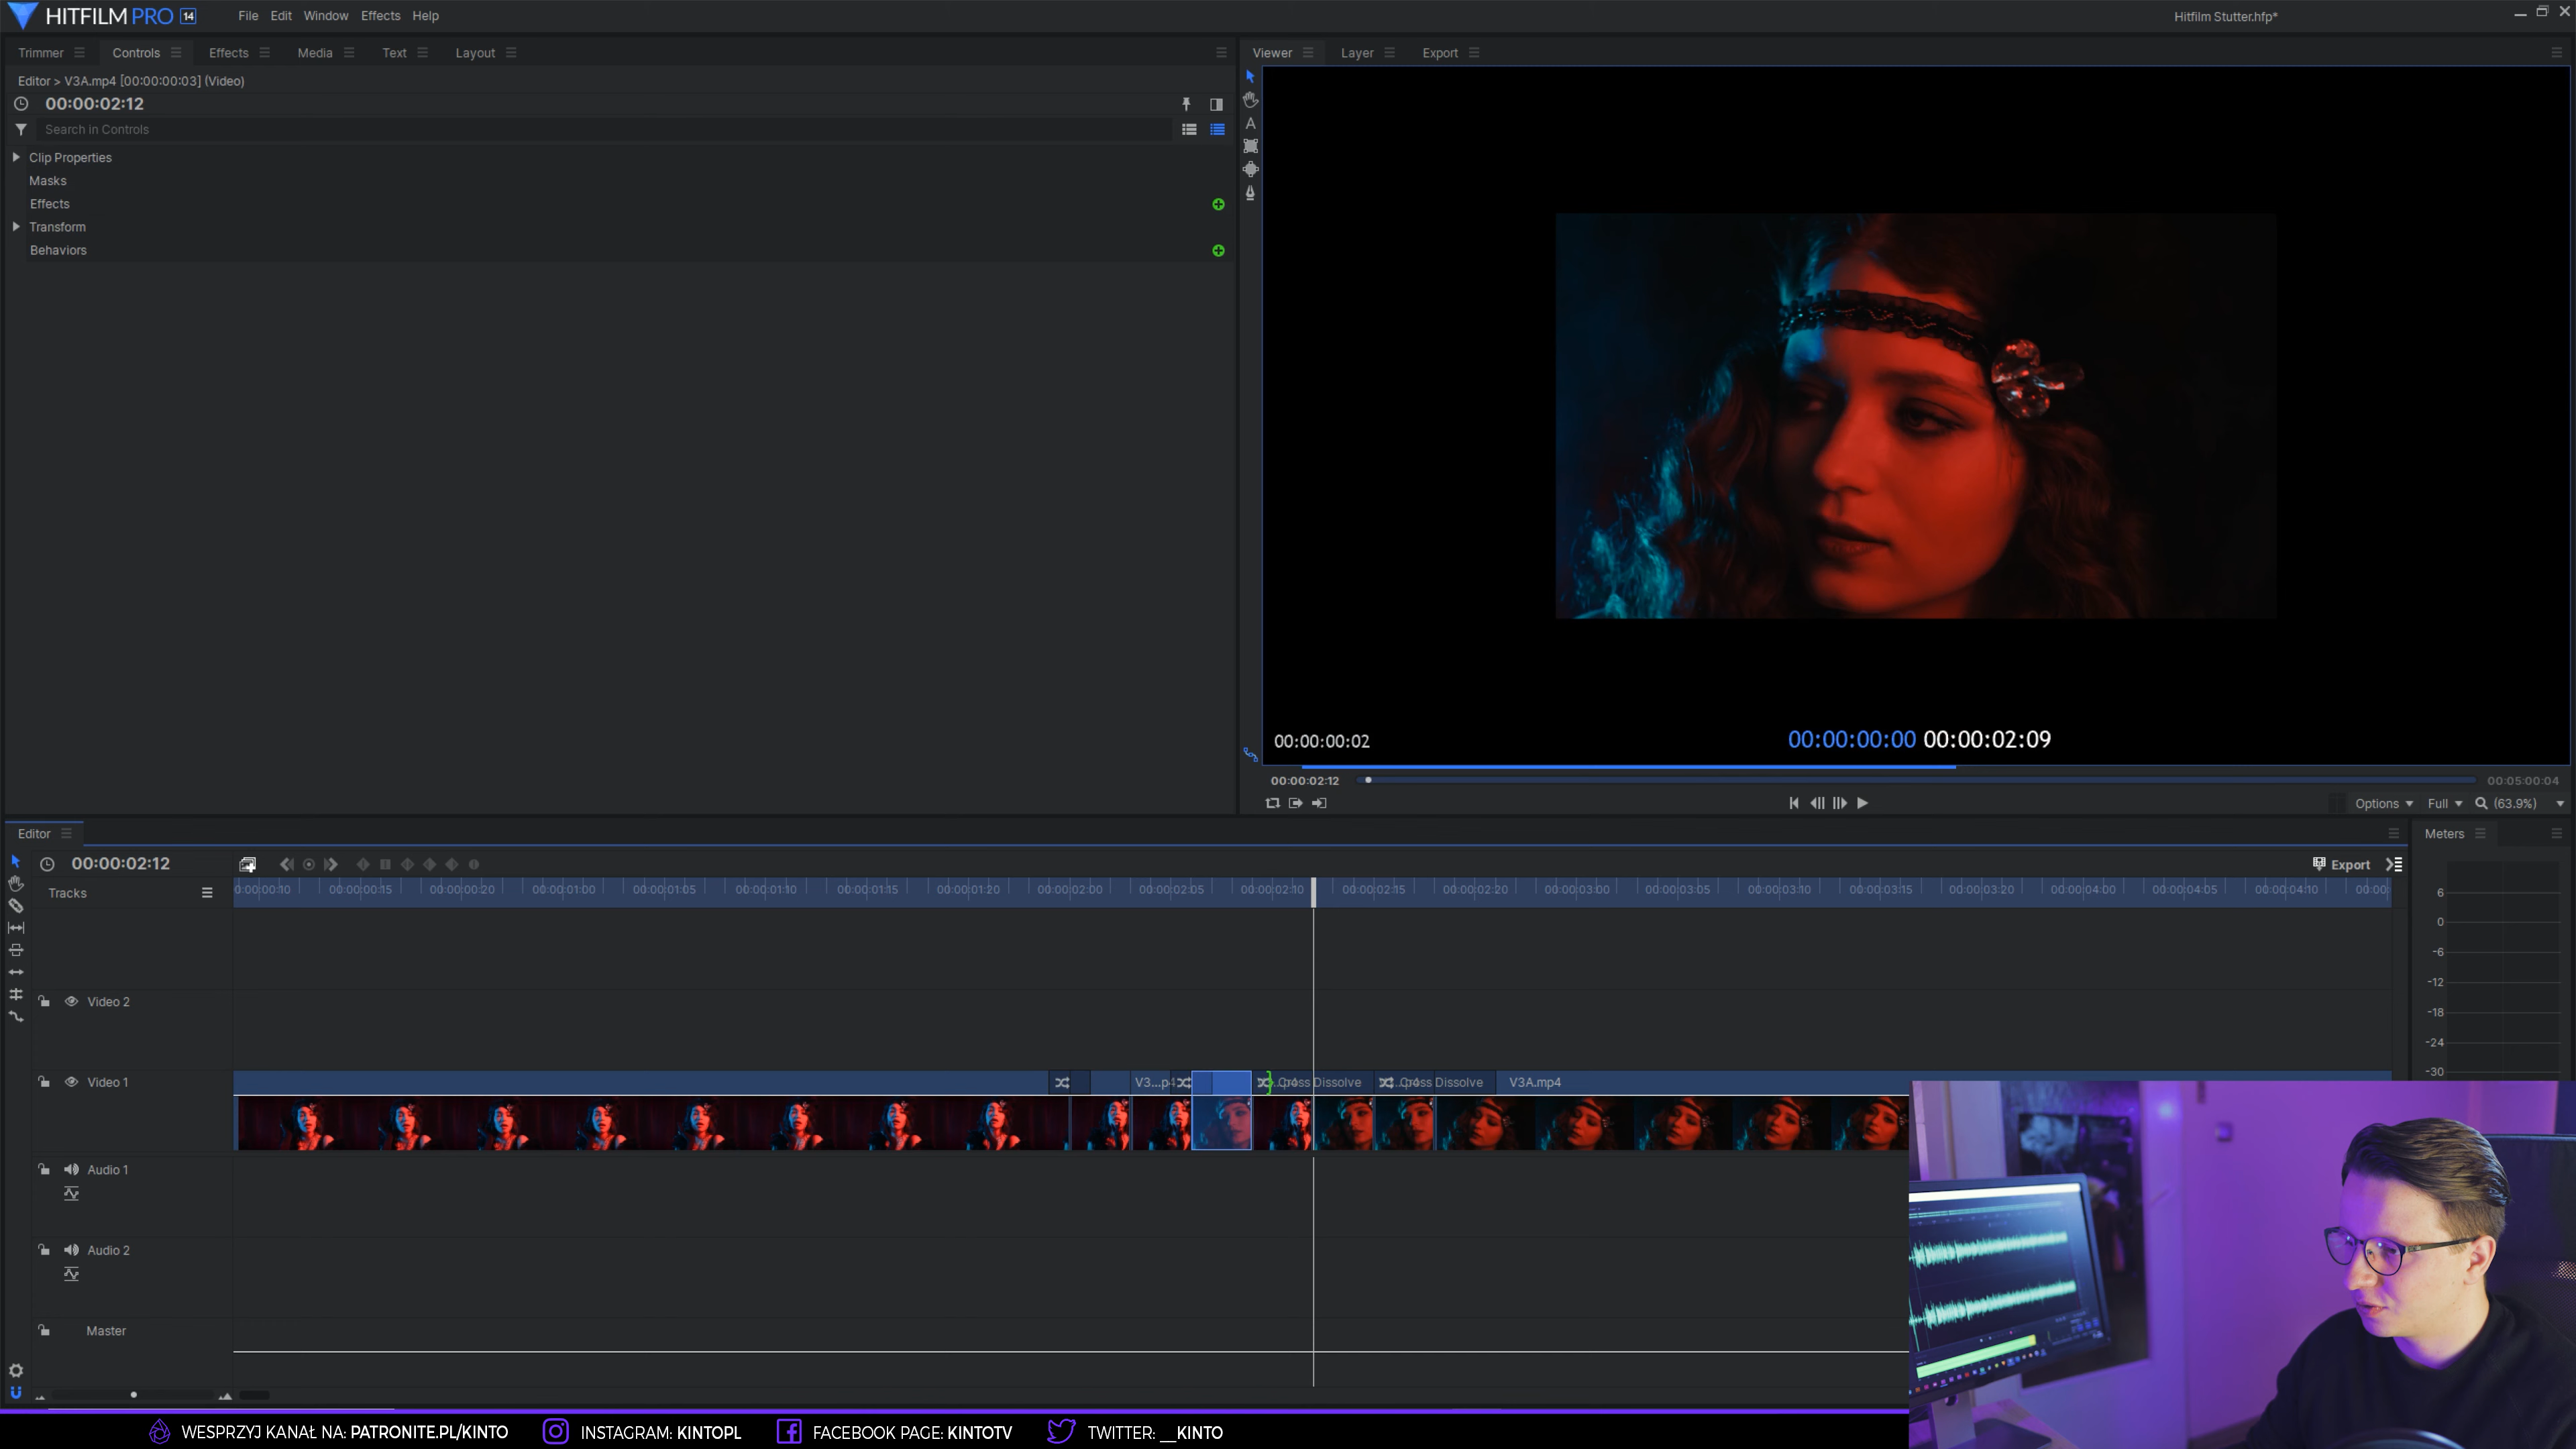 HITFILM PRO 14
File Edit Window Effects Help
Hitfilm Stutter.hfp*
Trimmer Controls Effects Media Text Layout
Viewer Layer Export
Editor > V3A.mp4 [00:00:00:03] (Video)
00:00:02:12
Search in Controls
Clip Properties
Masks
Effects
Transform
Behaviors
A
00:00:00:02
00:00:00:00 00:00:02:09
00:00:02:12
00:05:00:04
Options Full (63.9%)
Editor
Meters
00:00:02:12
Export
Tracks
0:00:00:10 00:00:00:15 00:00:00:20 00:00:01:00 00:00:01:05 00:00:01:10 00:00:01:15 00:00:01:20 00:00:02:00 00:00:02:05 00:00:02:10 00:00:02:15 00:00:02:20 00:00:03:00 00:00:03:05 00:00:03:10 00:00:03:15 00:00:03:20 00:00:04:00 00:00:04:05 00:00:04:10 00:00:
6
0
-6
-12
-18
-24
-30
Video 2
Video 1
V3...p4 Cross Dissolve Cross Dissolve V3A.mp4
Audio 1
Audio 2
Master
WESPRZYJ KANAŁ NA: PATRONITE.PL/KINTO INSTAGRAM: KINTOPL FACEBOOK PAGE: KINTOTV TWITTER: __KINTO